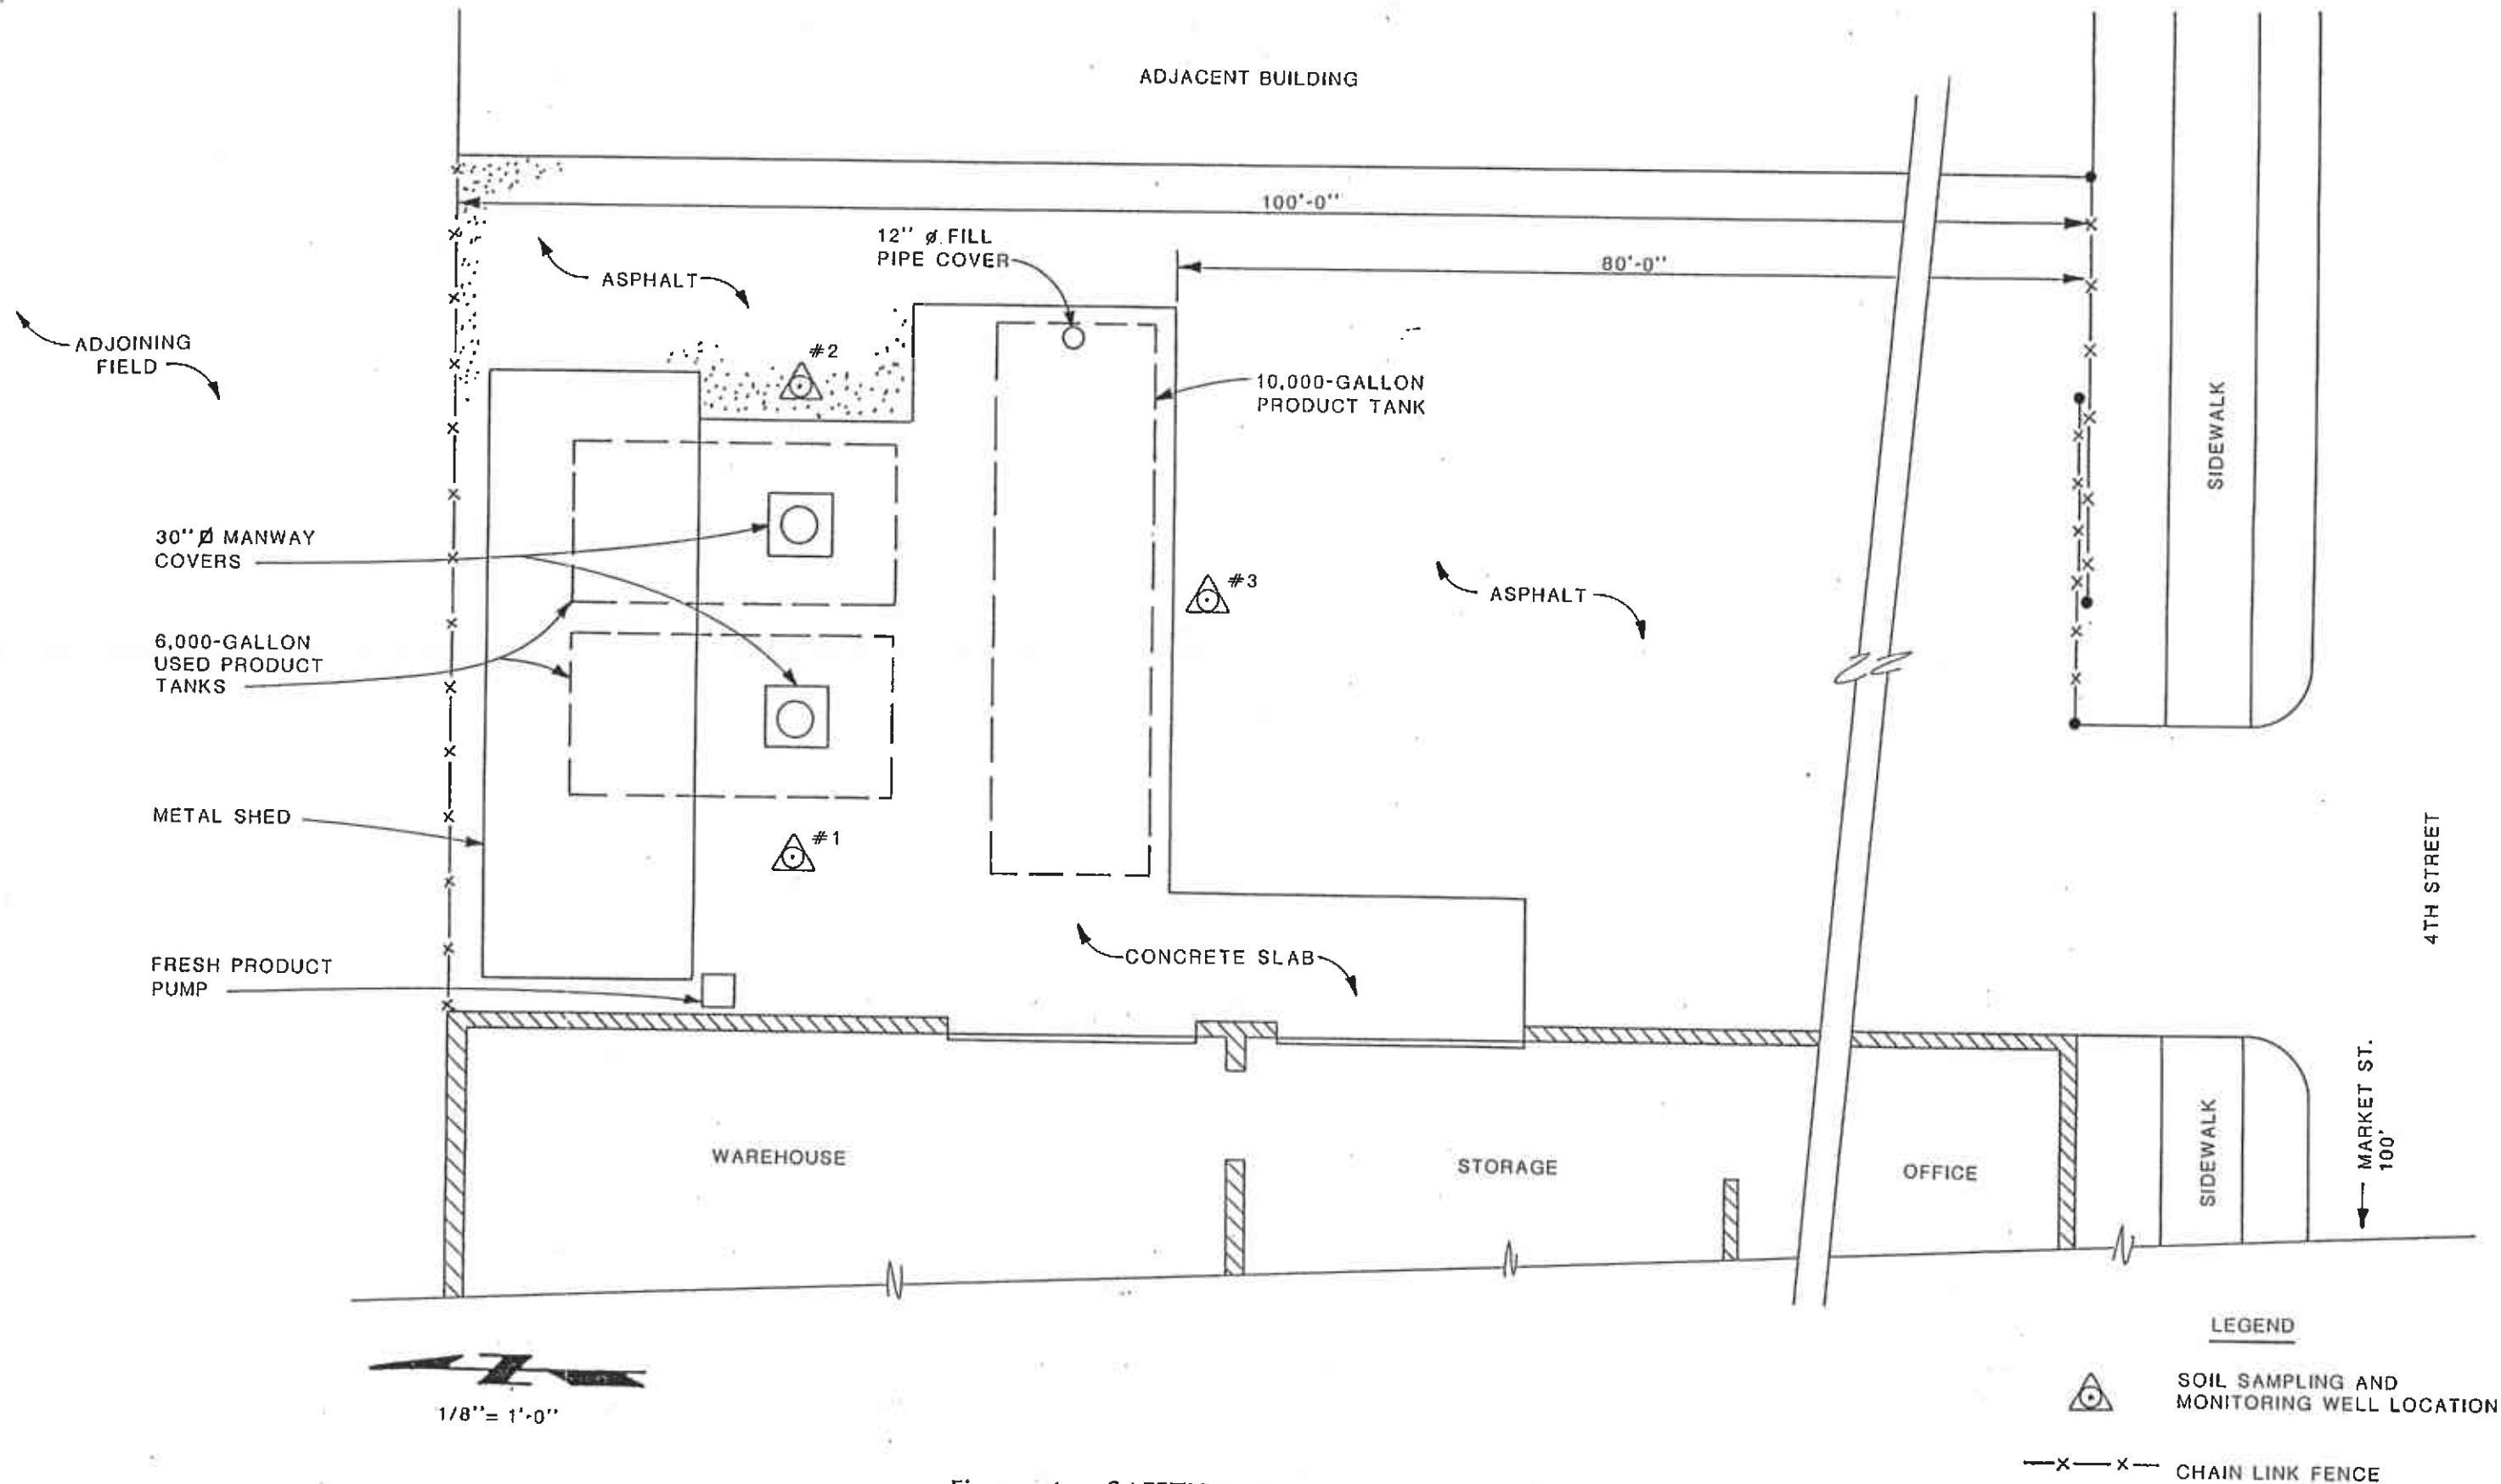 ADJACENT BUILDING
100'-0"
12" ø FILL
PIPE COVER
80'-0"
ASPHALT
ADJOINING
FIELD
#2
10,000-GALLON
PRODUCT TANK
SIDEWALK
30" Ø MANWAY
COVERS
#3
ASPHALT
6,000-GALLON
USED PRODUCT
TANKS
METAL SHED
#1
4TH STREET
CONCRETE SLAB
FRESH PRODUCT
PUMP
WAREHOUSE
STORAGE
OFFICE
SIDEWALK
MARKET ST.
100'
1/8"= 1'-0"
LEGEND
SOIL SAMPLING AND
MONITORING WELL LOCATION
CHAIN LINK FENCE